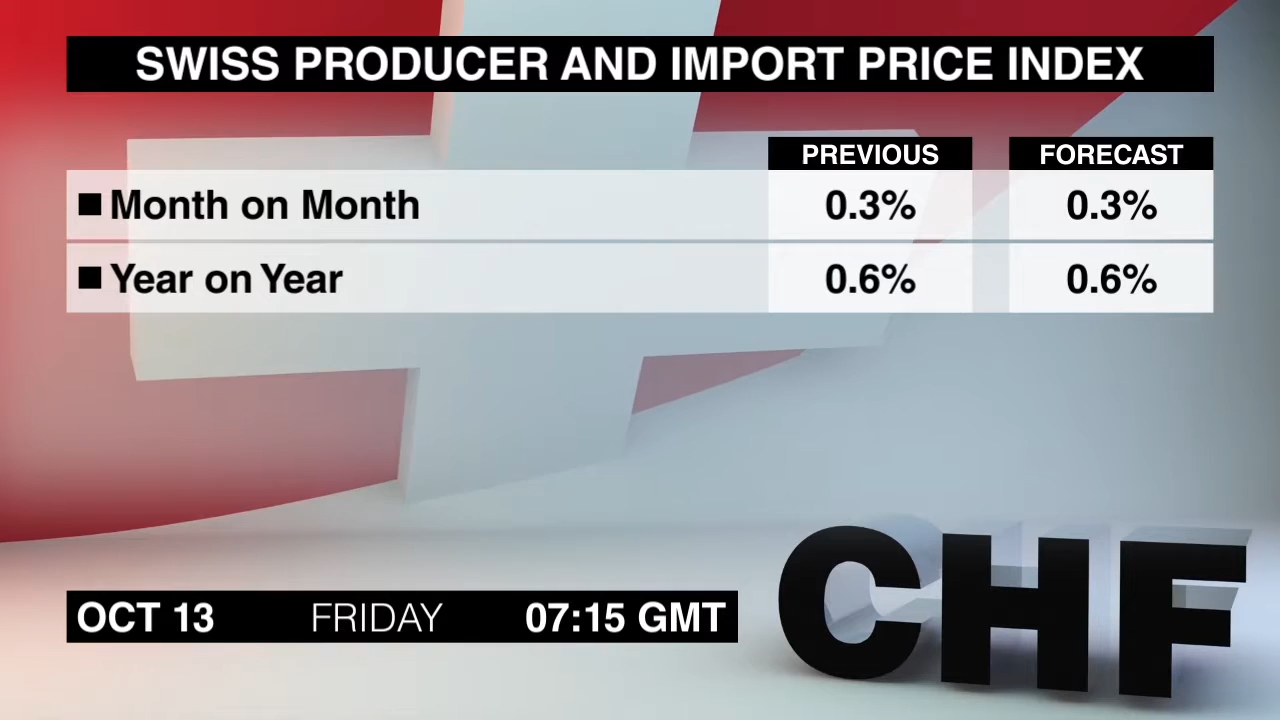 SWISS PRODUCER AND IMPORT PRICE INDEX
PREVIOUS FORECAST
Month on Month 0.3% 0.3%
Year on Year 0.6% 0.6%
OCT 13 FRIDAY 07:15 GMT
CHF